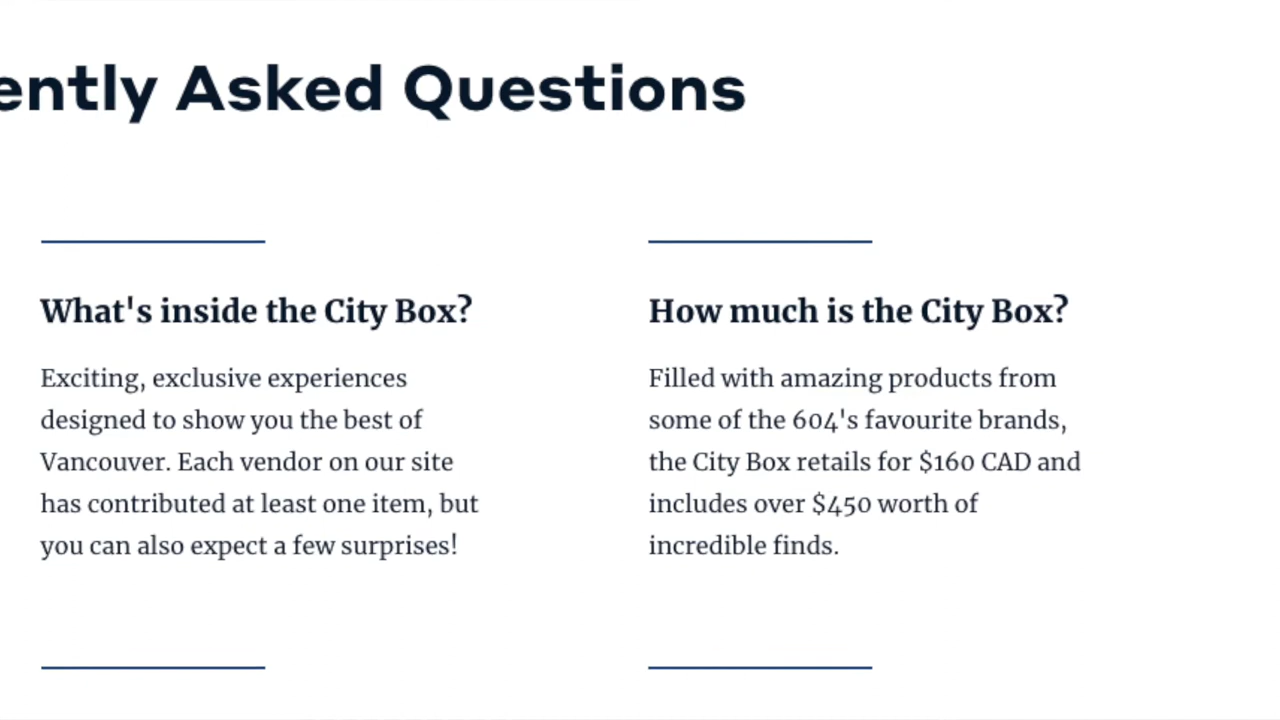 ently Asked Questions
What's inside the City Box?
Exciting, exclusive experiences
designed to show you the best of
Vancouver. Each vendor on our site
has contributed at least one item, but
you can also expect a few surprises!
How much is the City Box?
Filled with amazing products from
some of the 604's favourite brands,
the City Box retails for $160 CAD and
includes over $450 worth of
incredible finds.